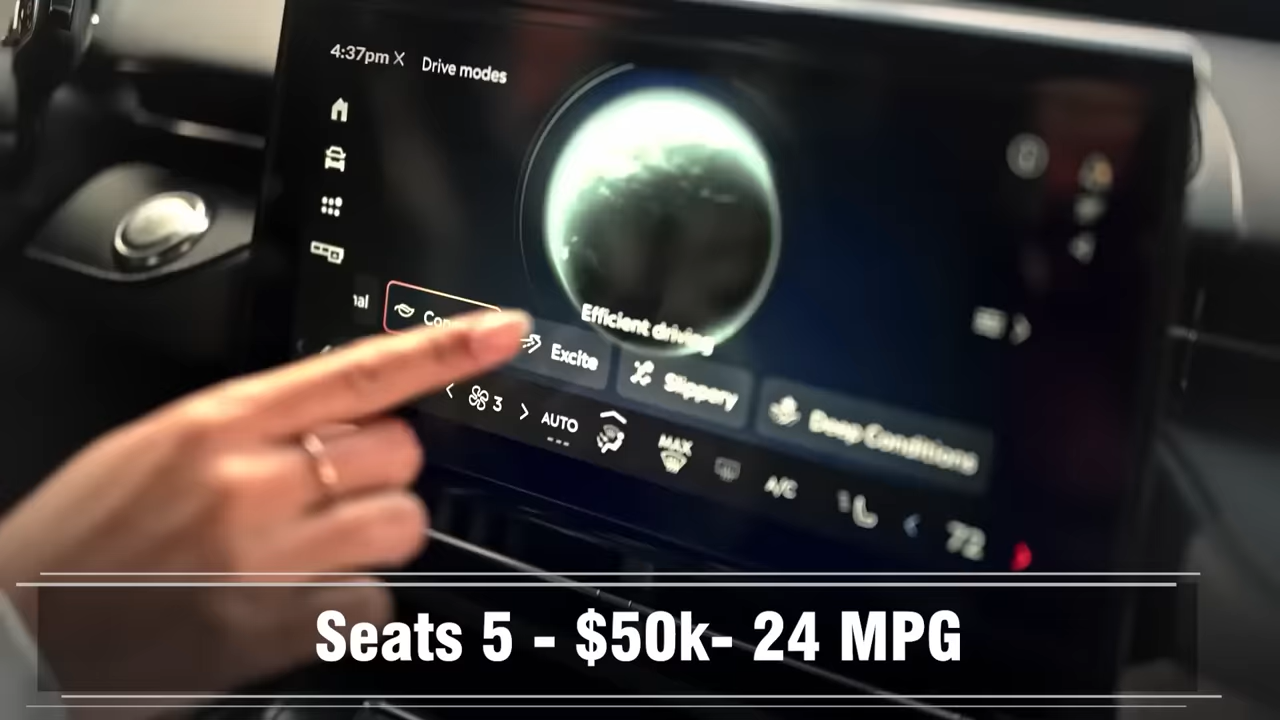 4:37pm X Drive modes
Efficient driving
Excite
Slippery
Deep Conditions
< 3 > AUTO
MAX
A/C
72
Seats 5 - $50k- 24 MPG